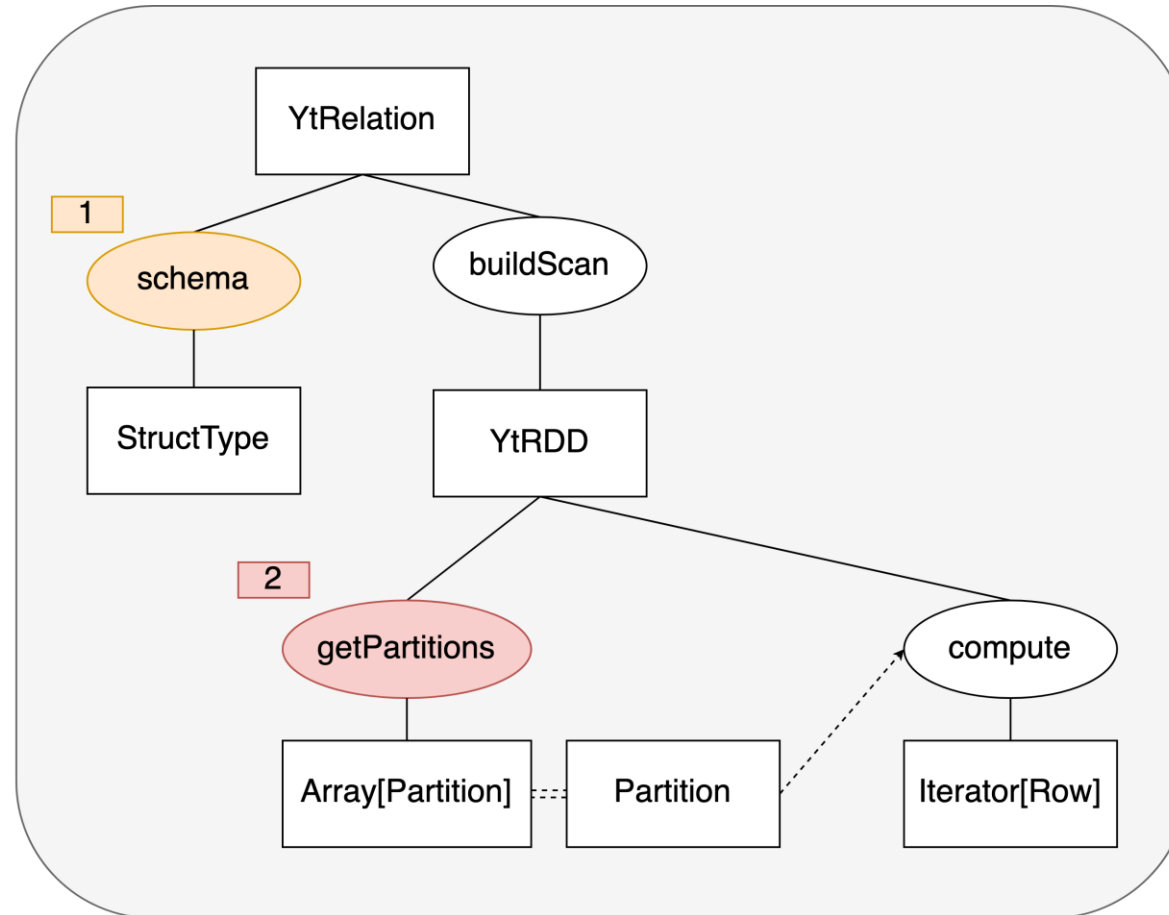 YtRelation
1
schema
buildScan
StructType
YtRDD
2
getPartitions
compute
Array[Partition]
Partition
Iterator[Row]